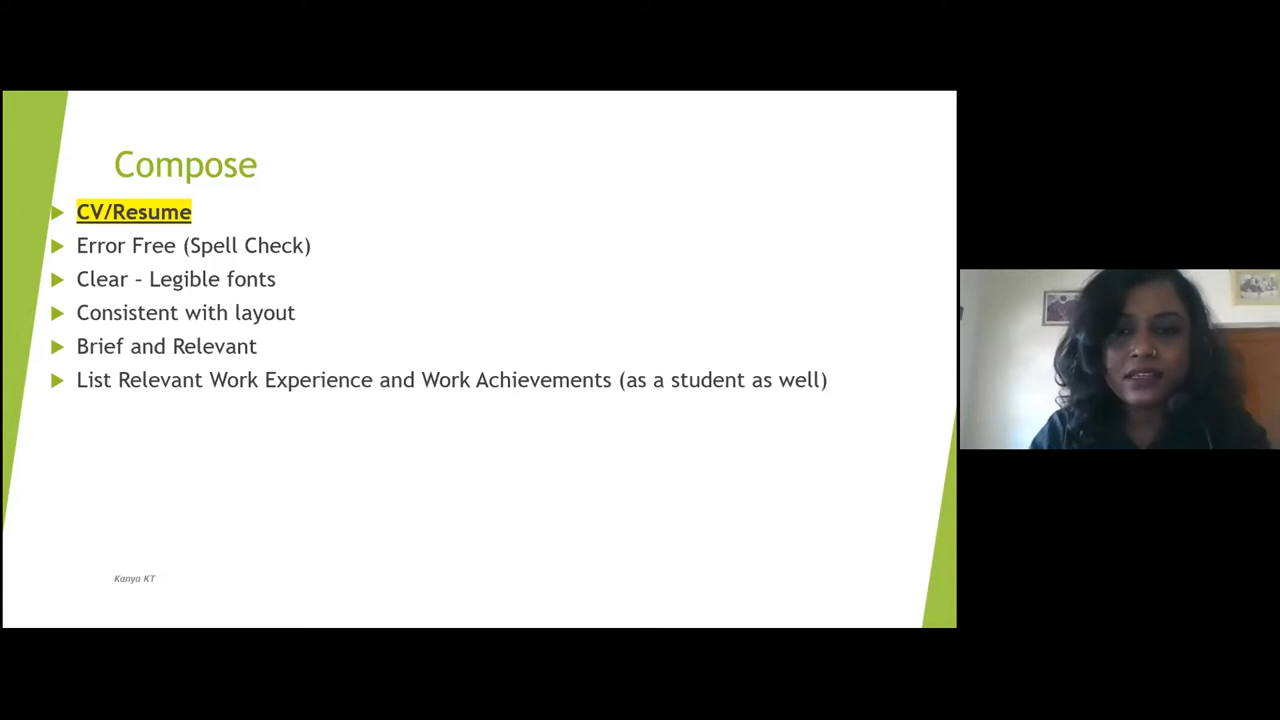 Compose
CV/Resume
Error Free (Spell Check)
Clear – Legible fonts
Consistent with layout
Brief and Relevant
List Relevant Work Experience and Work Achievements (as a student as well)
Kanya KT